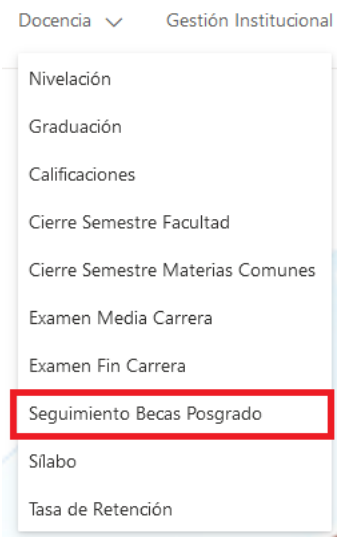 Docencia Gestión Institucional
Nivelación
Graduación
Calificaciones
Cierre Semestre Facultad
Cierre Semestre Materias Comunes
Examen Media Carrera
Examen Fin Carrera
Seguimiento Becas Posgrado
Sílabo
Tasa de Retención